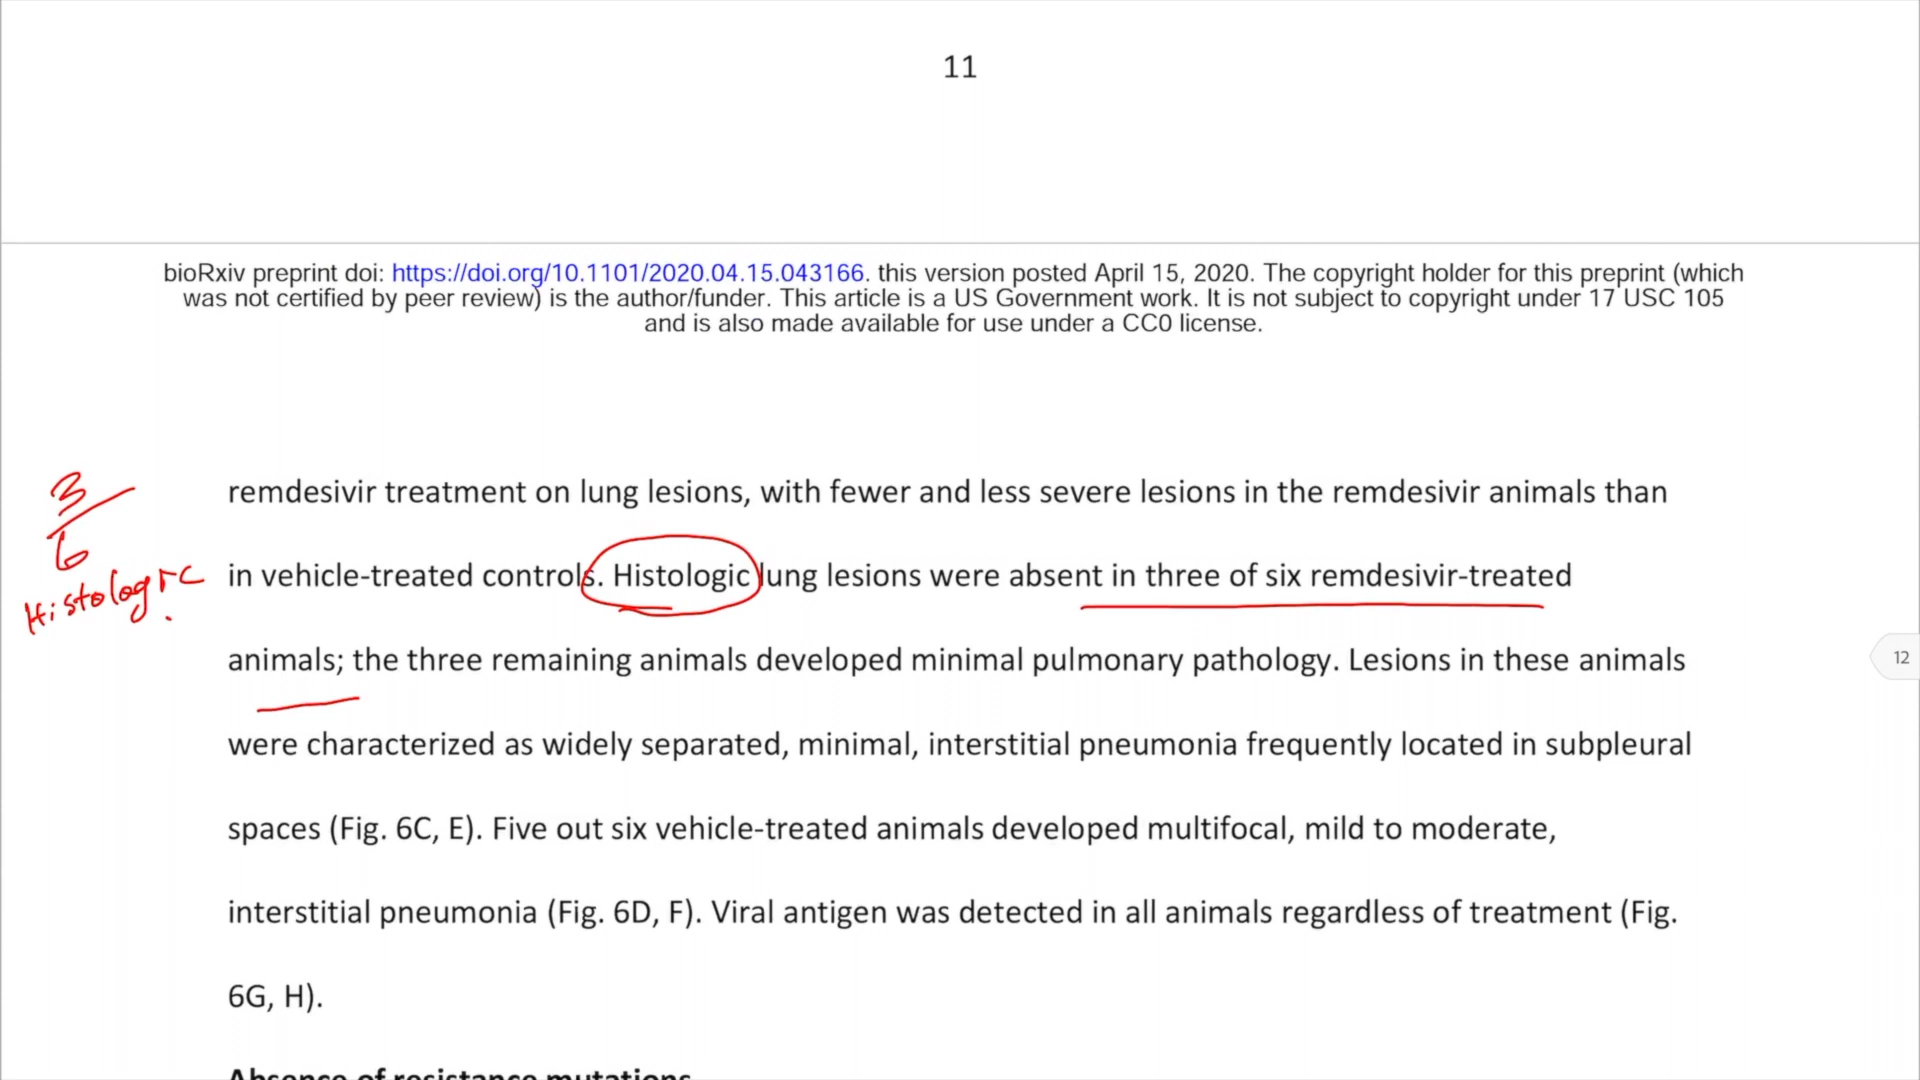 11
bioRxiv preprint doi: https://doi.org/10.1101/2020.04.15.043166. this version posted April 15, 2020. The copyright holder for this preprint (which
was not certified by peer review) is the author/funder. This article is a US Government work. It is not subject to copyright under 17 USC 105
and is also made available for use under a CC0 license.
3
6
Histologic
remdesivir treatment on lung lesions, with fewer and less severe lesions in the remdesivir animals than
in vehicle-treated controls. Histologic lung lesions were absent in three of six remdesivir-treated
animals; the three remaining animals developed minimal pulmonary pathology. Lesions in these animals
12
were characterized as widely separated, minimal, interstitial pneumonia frequently located in subpleural
spaces (Fig. 6C, E). Five out six vehicle-treated animals developed multifocal, mild to moderate,
interstitial pneumonia (Fig. 6D, F). Viral antigen was detected in all animals regardless of treatment (Fig.
6G, H).
Absence of resistance mutations